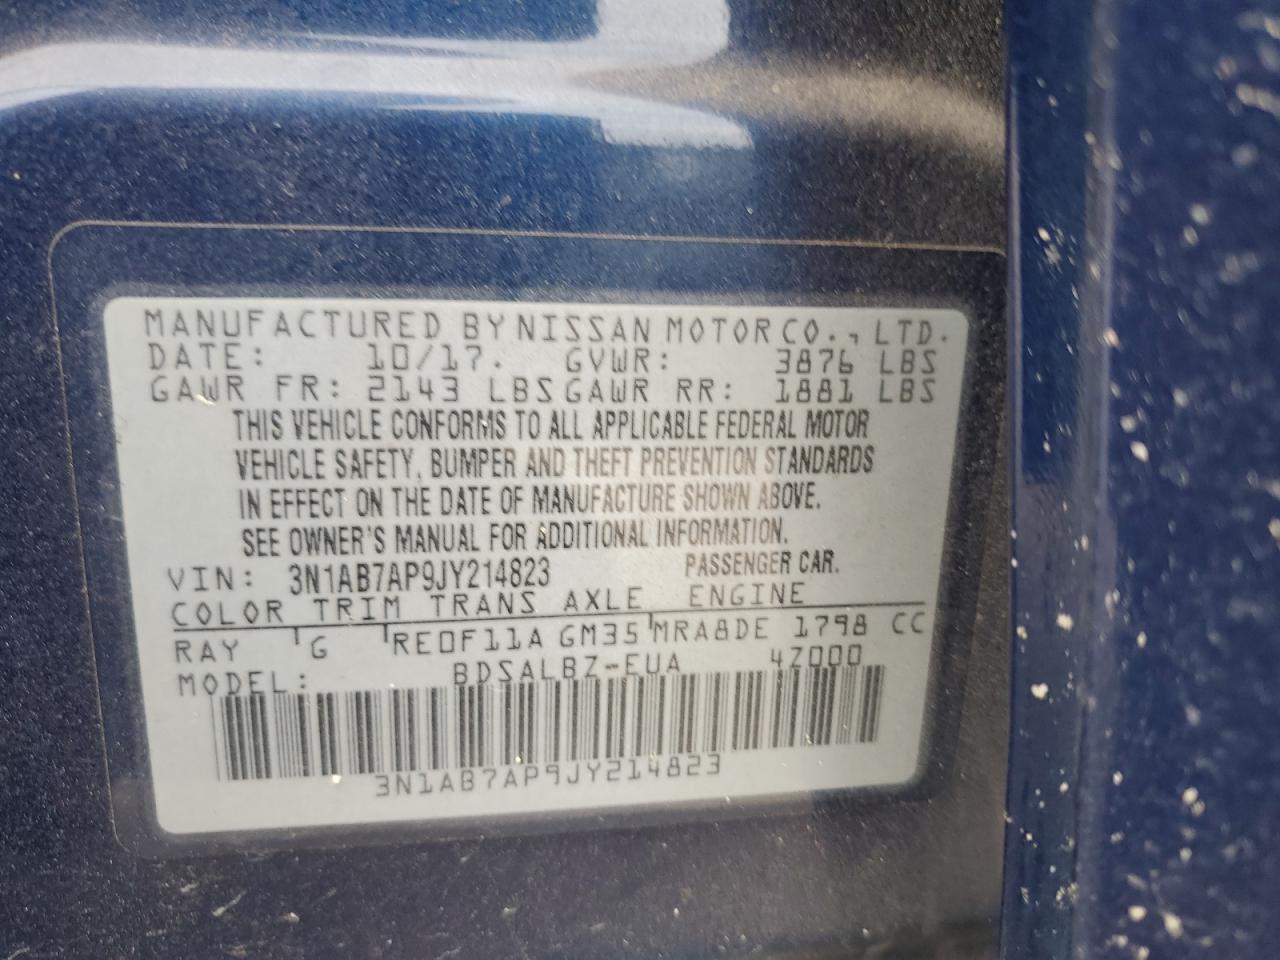 MANUFACTURED BY NISSAN MOTOR CO., LTD.
DATE: 10/17. GVWR: 3876 LBS
GAWR FR: 2143 LBS GAWR RR: 1881 LBS
THIS VEHICLE CONFORMS TO ALL APPLICABLE FEDERAL MOTOR
VEHICLE SAFETY, BUMPER AND THEFT PREVENTION STANDARDS
IN EFFECT ON THE DATE OF MANUFACTURE SHOWN ABOVE.
SEE OWNER'S MANUAL FOR ADDITIONAL INFORMATION.
VIN: 3N1AB7AP9JY214823 PASSENGER CAR.
COLOR TRIM TRANS AXLE ENGINE
RAY G RE0F11A GM35 MRA8DE 1798 CC
MODEL: BDSALBZ-EUA 4Z000
3N1AB7AP9JY214823